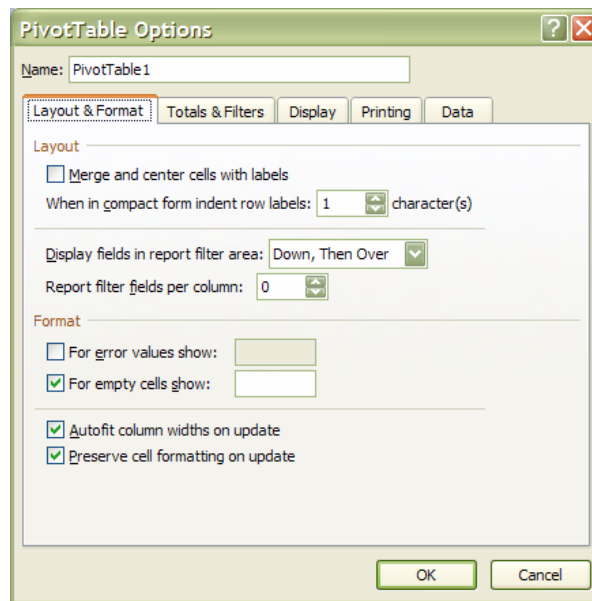 PivotTable Options
Name: PivotTable1
Layout & Format Totals & Filters Display Printing Data
Layout
Merge and center cells with labels
When in compact form indent row labels: 1 character(s)
Display fields in report filter area: Down, Then Over
Report filter fields per column: 0
Format
For error values show:
For empty cells show:
Autofit column widths on update
Preserve cell formatting on update
OK Cancel